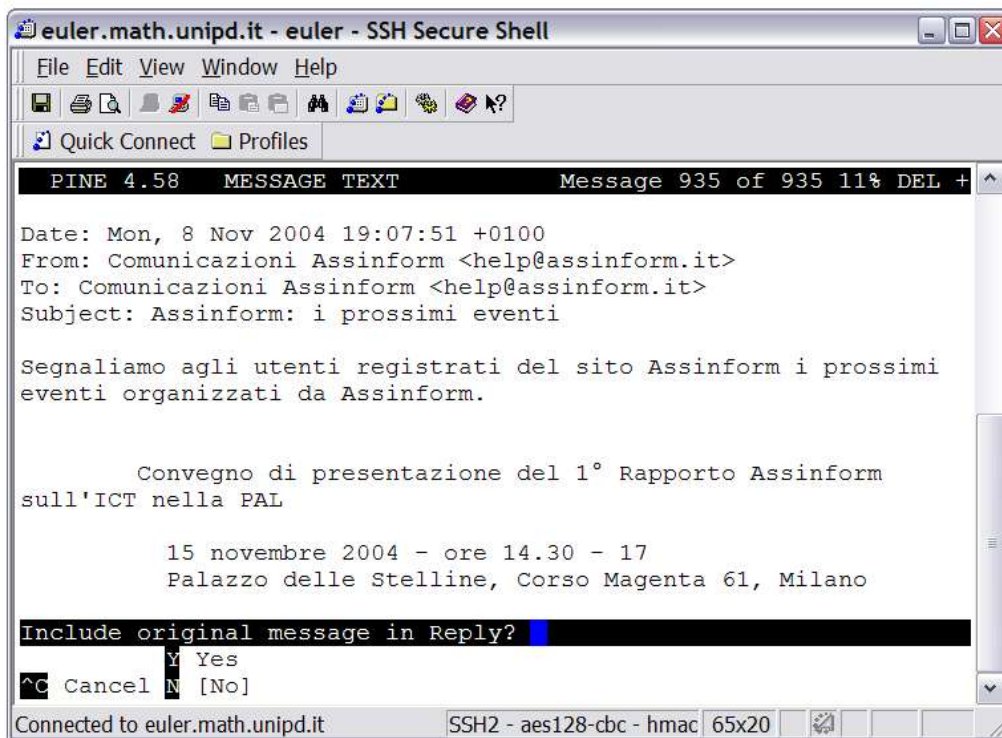 euler.math.unipd.it - euler - SSH Secure Shell
File Edit View Window Help
Quick Connect Profiles
PINE 4.58 MESSAGE TEXT Message 935 of 935 11% DEL +
Date: Mon, 8 Nov 2004 19:07:51 +0100
From: Comunicazioni Assinform <help@assinform.it>
To: Comunicazioni Assinform <help@assinform.it>
Subject: Assinform: i prossimi eventi
Segnaliamo agli utenti registrati del sito Assinform i prossimi
eventi organizzati da Assinform.
Convegno di presentazione del 1° Rapporto Assinform
sull'ICT nella PAL
15 novembre 2004 - ore 14.30 - 17
Palazzo delle Stelline, Corso Magenta 61, Milano
Include original message in Reply?
Y Yes
^C Cancel N [No]
Connected to euler.math.unipd.it SSH2 - aes128-cbc - hmac 65x20